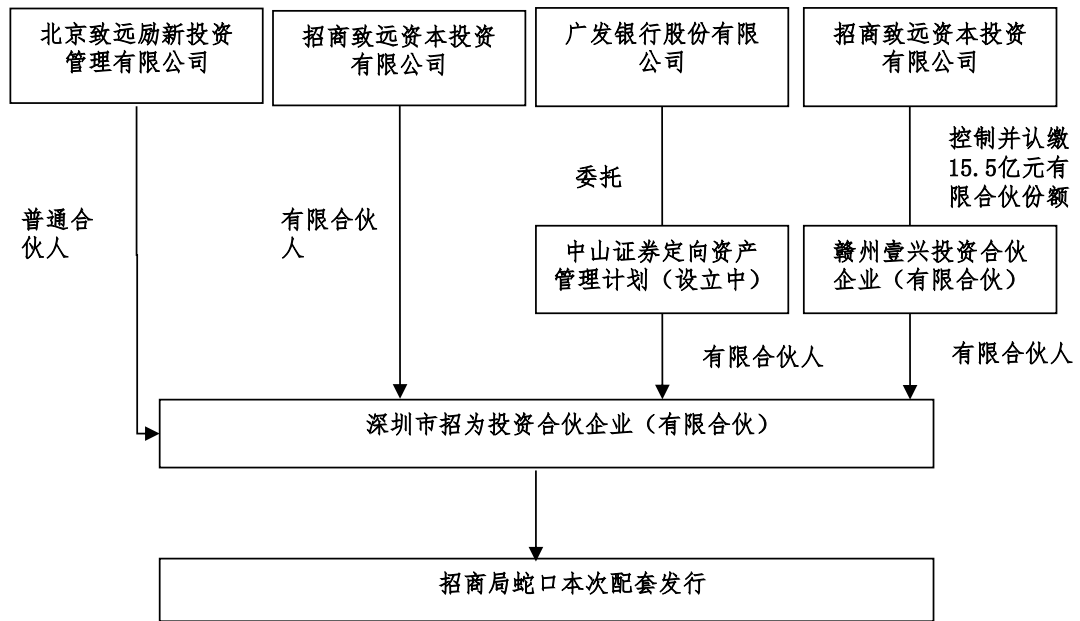 北京致远励新投资
管理有限公司
招商致远资本投资
有限公司
广发银行股份有限
公司
招商致远资本投资
有限公司
普通合
伙人
有限合伙
人
委托
控制并认缴
15.5亿元有
限合伙份额
中山证券定向资产
管理计划（设立中）
赣州壹兴投资合伙
企业（有限合伙）
有限合伙人
有限合伙人
深圳市招为投资合伙企业（有限合伙）
招商局蛇口本次配套发行